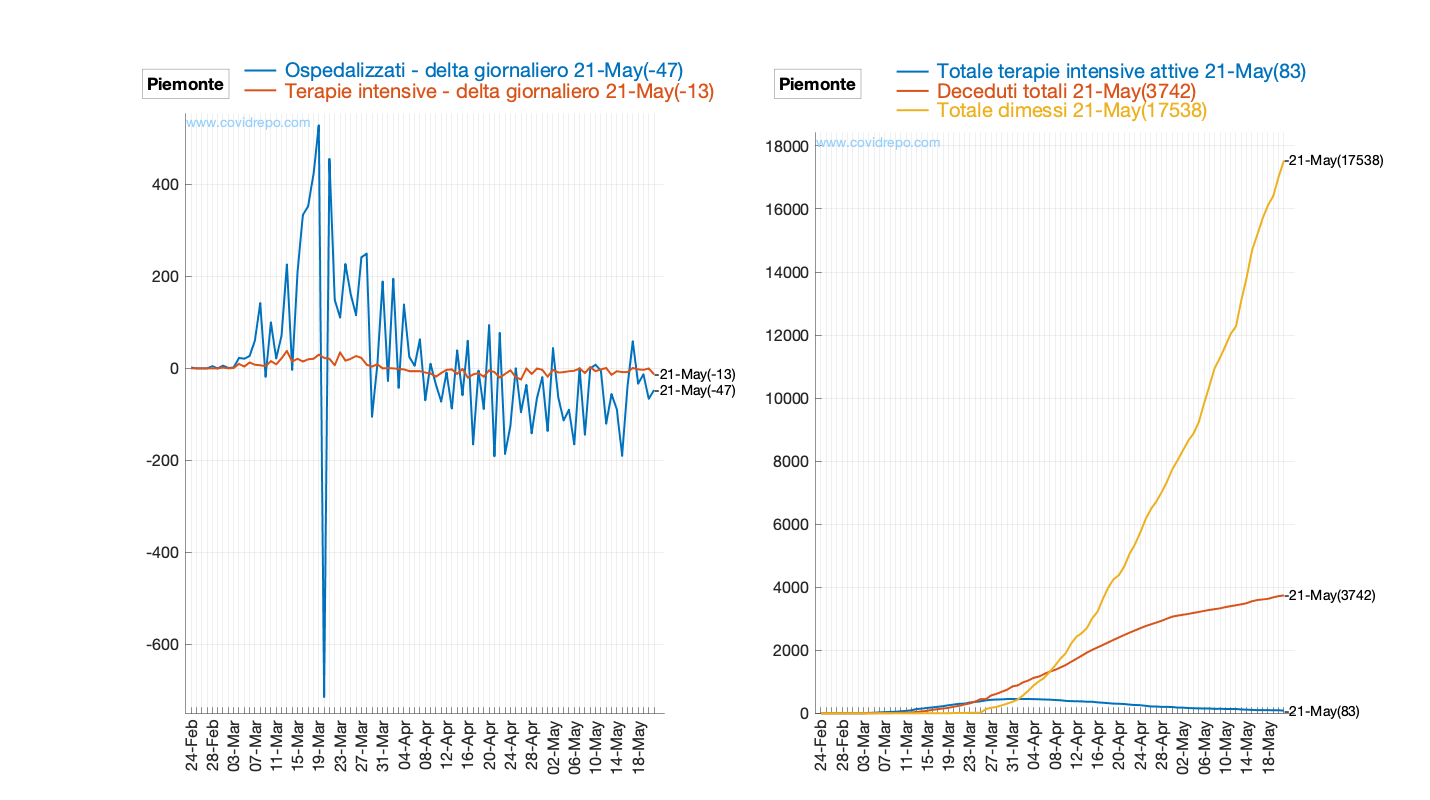 Piemonte
Ospedalizzati - delta giornaliero 21-May(-47)
Terapie intensive - delta giornaliero 21-May(-13)
www.covidrepo.com
400
200
0
-200
-400
-600
-21-May(-13)
-21-May(-47)
24-Feb
28-Feb
03-Mar
07-Mar
11-Mar
15-Mar
19-Mar
23-Mar
27-Mar
31-Mar
04-Apr
08-Apr
12-Apr
16-Apr
20-Apr
24-Apr
28-Apr
02-May
06-May
10-May
14-May
18-May
Piemonte
Totale terapie intensive attive 21-May(83)
Deceduti totali 21-May(3742)
Totale dimessi 21-May(17538)
www.covidrepo.com
18000
16000
14000
12000
10000
8000
6000
4000
2000
0
-21-May(17538)
-21-May(3742)
-21-May(83)
24-Feb
28-Feb
03-Mar
07-Mar
11-Mar
15-Mar
19-Mar
23-Mar
27-Mar
31-Mar
04-Apr
08-Apr
12-Apr
16-Apr
20-Apr
24-Apr
28-Apr
02-May
06-May
10-May
14-May
18-May